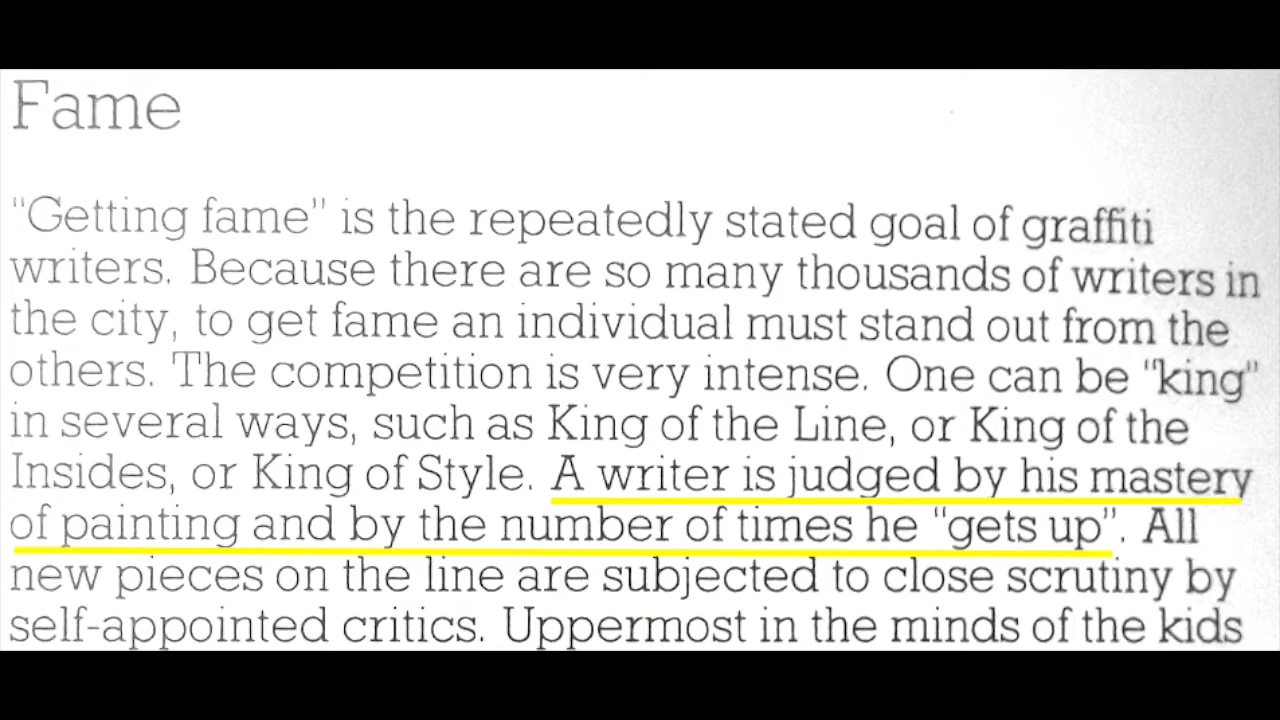 Fame
"Getting fame" is the repeatedly stated goal of graffiti
writers. Because there are so many thousands of writers in
the city, to get fame an individual must stand out from the
others. The competition is very intense. One can be "king"
in several ways, such as King of the Line, or King of the
Insides, or King of Style. A writer is judged by his mastery
of painting and by the number of times he "gets up". All
new pieces on the line are subjected to close scrutiny by
self-appointed critics. Uppermost in the minds of the kids